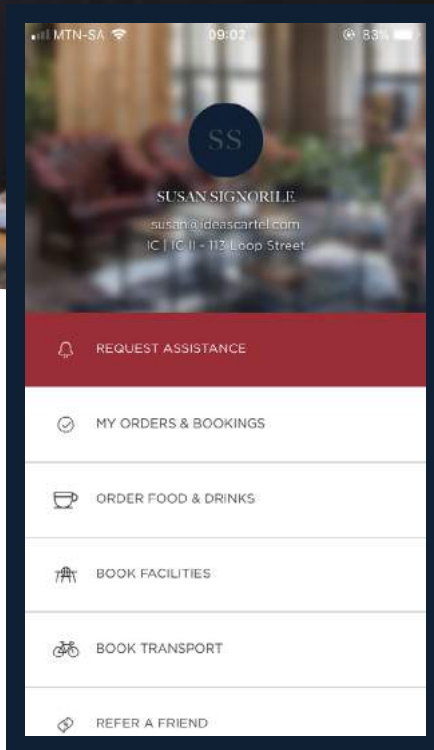 MTN-SA 09:02 83%
SS
SUSAN SIGNORILE
susan@ideascartel.com
IC | IC II - 113 Loop Street
REQUEST ASSISTANCE
MY ORDERS & BOOKINGS
ORDER FOOD & DRINKS
BOOK FACILITIES
BOOK TRANSPORT
REFER A FRIEND